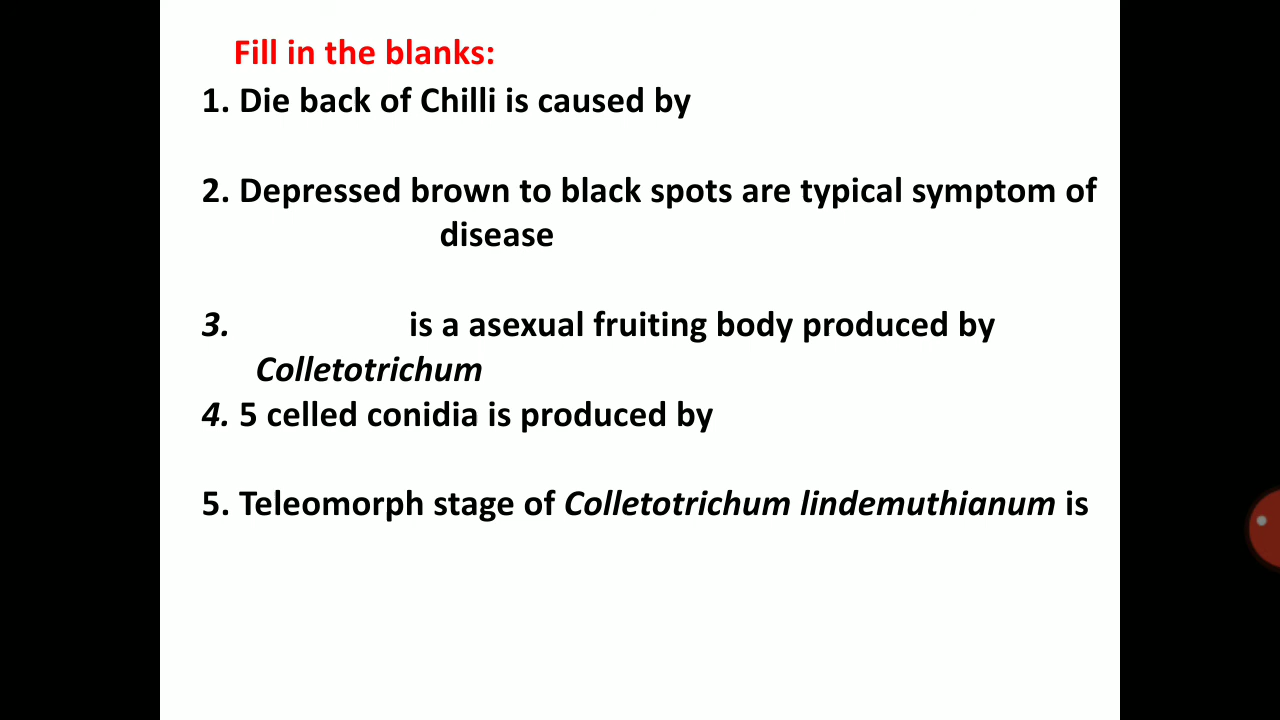 Fill in the blanks:
1. Die back of Chilli is caused by
2. Depressed brown to black spots are typical symptom of
disease
3. is a asexual fruiting body produced by
Colletotrichum
4. 5 celled conidia is produced by
5. Teleomorph stage of Colletotrichum lindemuthianum is